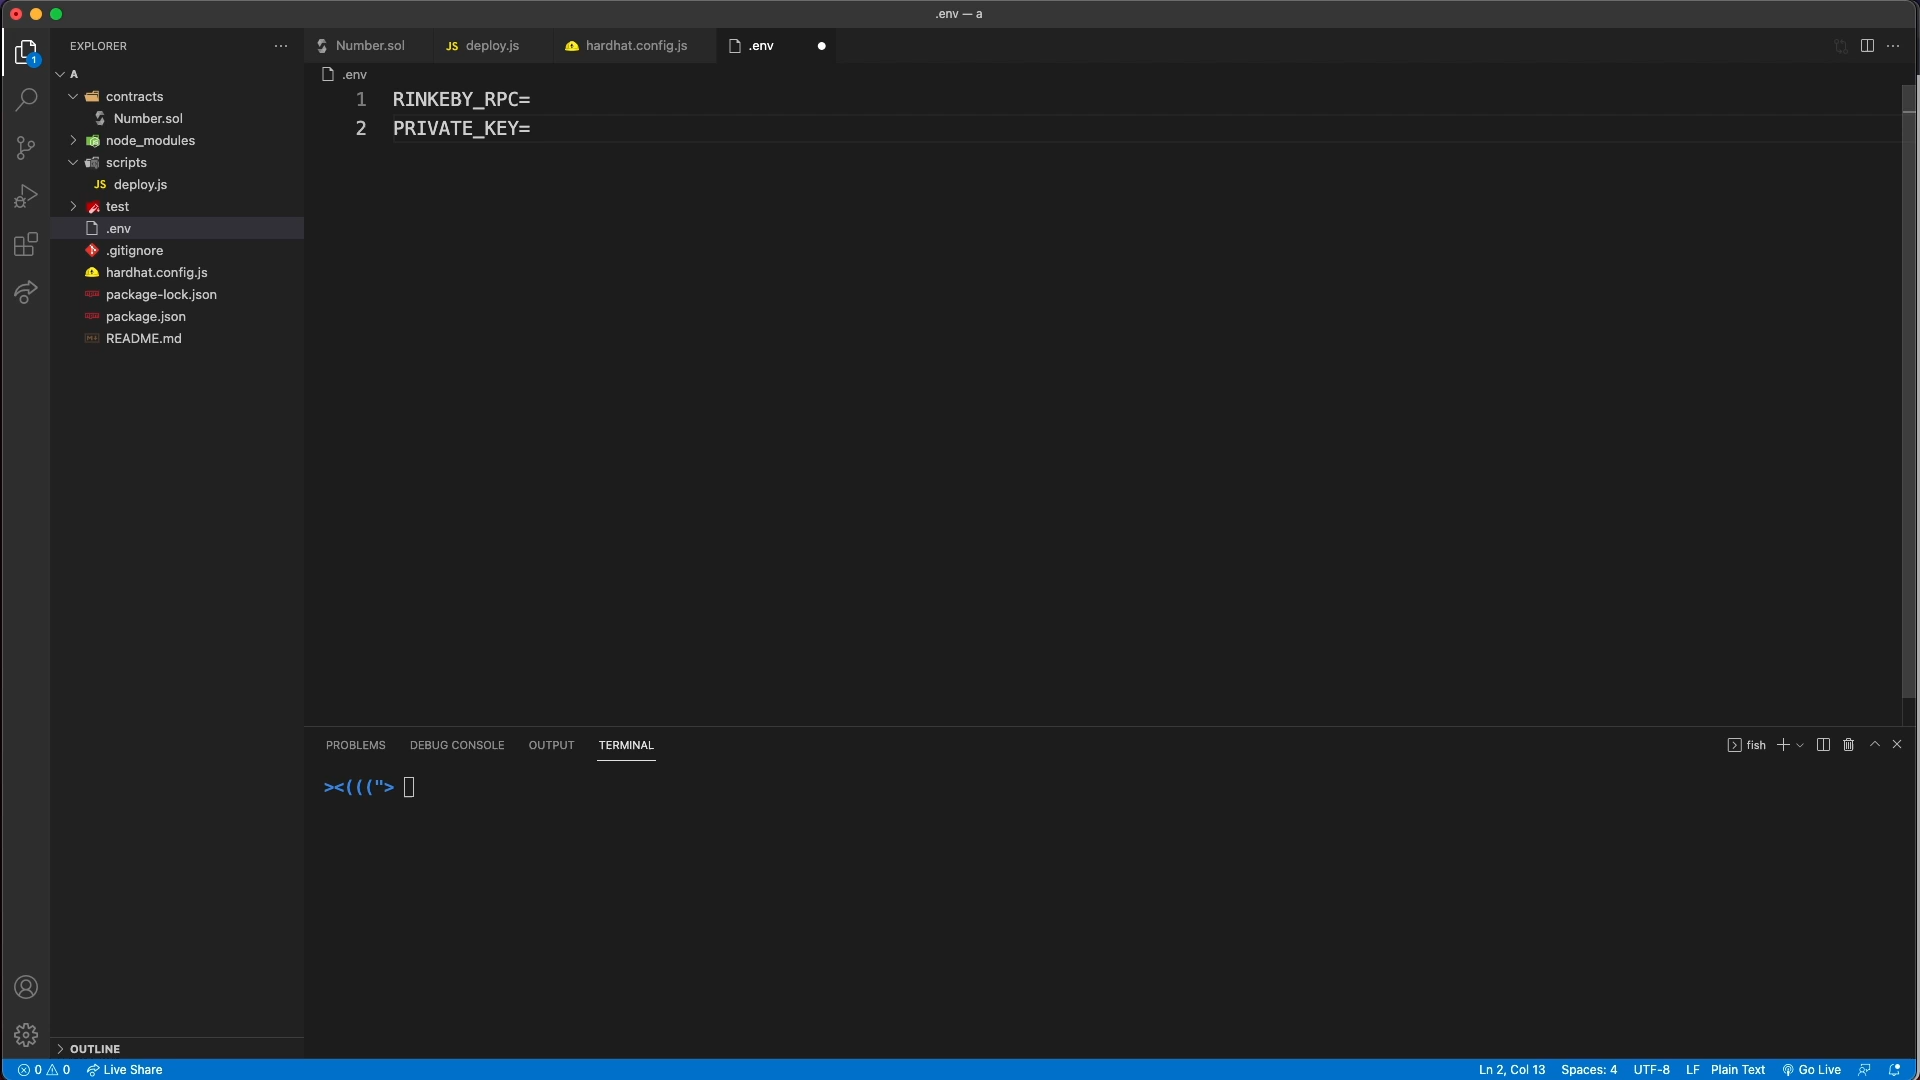 .env — a
EXPLORER
A
contracts
Number.sol
node_modules
scripts
JS deploy.js
test
.env
.gitignore
hardhat.config.js
package-lock.json
package.json
README.md
OUTLINE
Number.sol
JS deploy.js
hardhat.config.js
.env
.env
1 RINKEBY_RPC=
2 PRIVATE_KEY=
PROBLEMS DEBUG CONSOLE OUTPUT TERMINAL
fish
><(((">
1
0 0 Live Share
Ln 2, Col 13 Spaces: 4 UTF-8 LF Plain Text Go Live